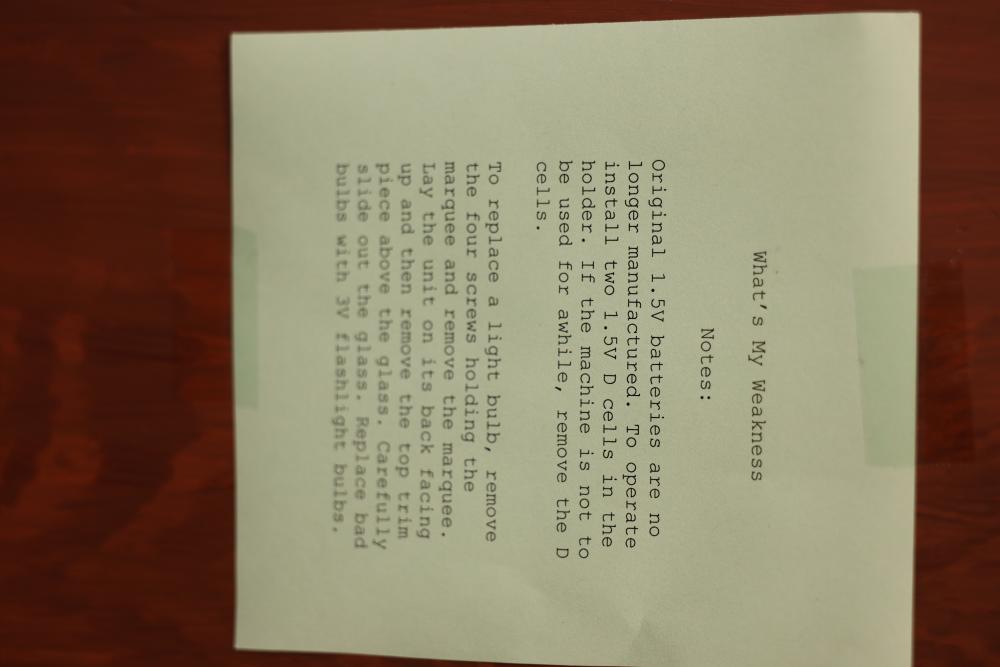 What's My Weakness
Notes:
Original 1.5V batteries are no
longer manufactured. To operate
install two 1.5V D cells in the
holder. If the machine is not to
be used for awhile, remove the D
cells.
To replace a light bulb, remove
the four screws holding the
marquee and remove the marquee.
Lay the unit on its back facing
up and then remove the top trim
piece above the glass. Carefully
slide out the glass. Replace bad
bulbs with 3V flashlight bulbs.